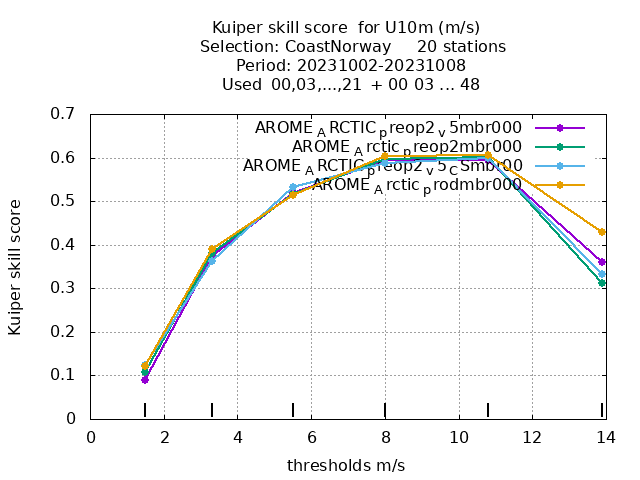 Kuiper skill score for U10m (m/s)
Selection: CoastNorway 20 stations
Period: 20231002-20231008
Used 00,03,...,21 + 00 03 ... 48
AROME_ARCTIC_preop2_v5mbr000
AROME_Arctic_preop2mbr000
AROME_ARCTIC_preop2_v5_C5mbr00
AROME_Arctic_prodmbr000
Kuiper skill score
0.7
0.6
0.5
0.4
0.3
0.2
0.1
0
0 2 4 6 8 10 12 14
thresholds m/s